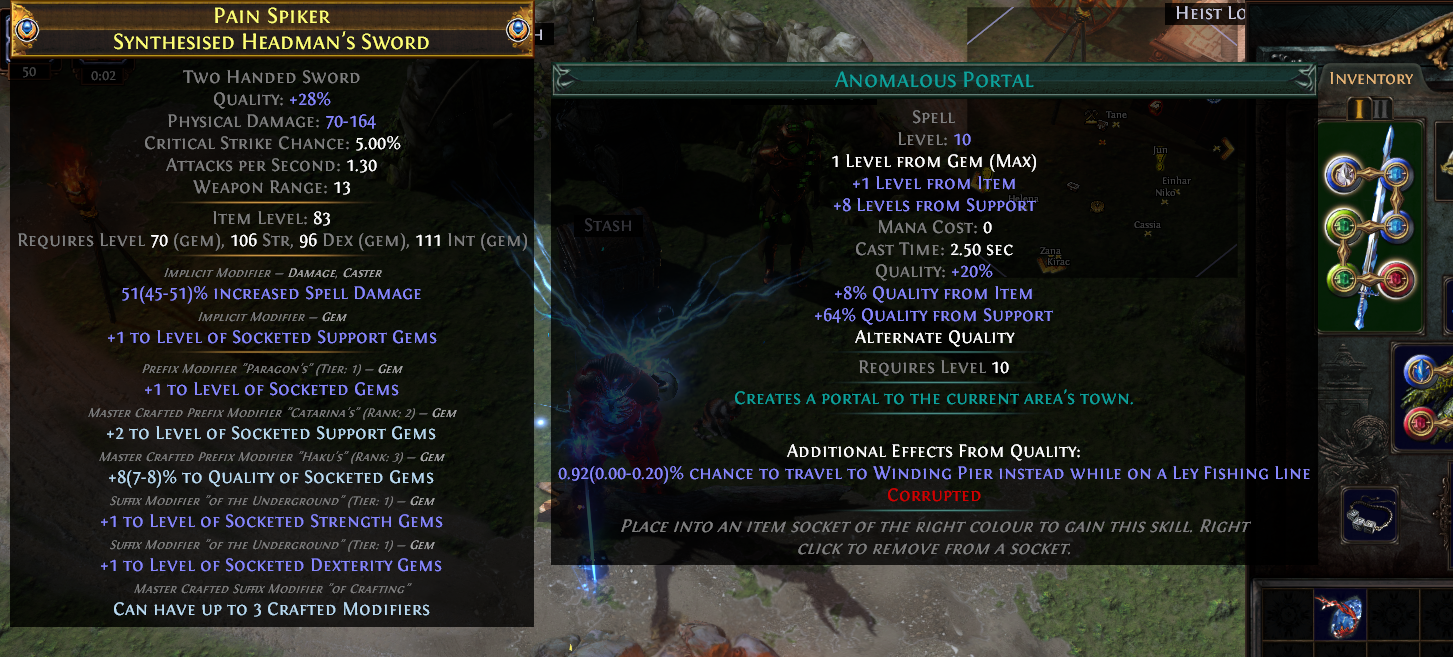 Pain Spiker
Synthesised Headman's Sword
Two Handed Sword
Quality: +28%
Physical Damage: 70-164
Critical Strike Chance: 5.00%
Attacks per Second: 1.30
Weapon Range: 13
Item Level: 83
Requires Level 70 (gem), 106 Str, 96 Dex (gem), 111 Int (gem)
Implicit Modifier — Damage, Caster
51(45-51)% increased Spell Damage
Implicit Modifier — Gem
+1 to Level of Socketed Support Gems
Prefix Modifier "Paragon's" (Tier: 1) — Gem
+1 to Level of Socketed Gems
Master Crafted Prefix Modifier "Catarina's" (Rank: 2) — Gem
+2 to Level of Socketed Support Gems
Master Crafted Prefix Modifier "Haku's" (Rank: 3) — Gem
+8(7-8)% to Quality of Socketed Gems
Suffix Modifier "of the Underground" (Tier: 1) — Gem
+1 to Level of Socketed Strength Gems
Suffix Modifier "of the Underground" (Tier: 1) — Gem
+1 to Level of Socketed Dexterity Gems
Master Crafted Suffix Modifier "of Crafting"
Can have up to 3 Crafted Modifiers
50
0:02
H
Stash
Heist Lo
Anomalous Portal
Spell
Level: 10
1 Level from Gem (Max)
+1 Level from Item
+8 Levels from Support
Mana Cost: 0
Cast Time: 2.50 sec
Quality: +20%
+8% Quality from Item
+64% Quality from Support
Alternate Quality
Requires Level 10
Creates a portal to the current area's town.
Additional Effects From Quality:
0.92(0.00-0.20)% chance to travel to Winding Pier instead while on a Ley Fishing Line
Corrupted
Place into an item socket of the right colour to gain this skill. Right
click to remove from a socket.
Tane
Jun
Einhar
Niko
Helena
Cassia
Zana
Kirac
Inventory
I II